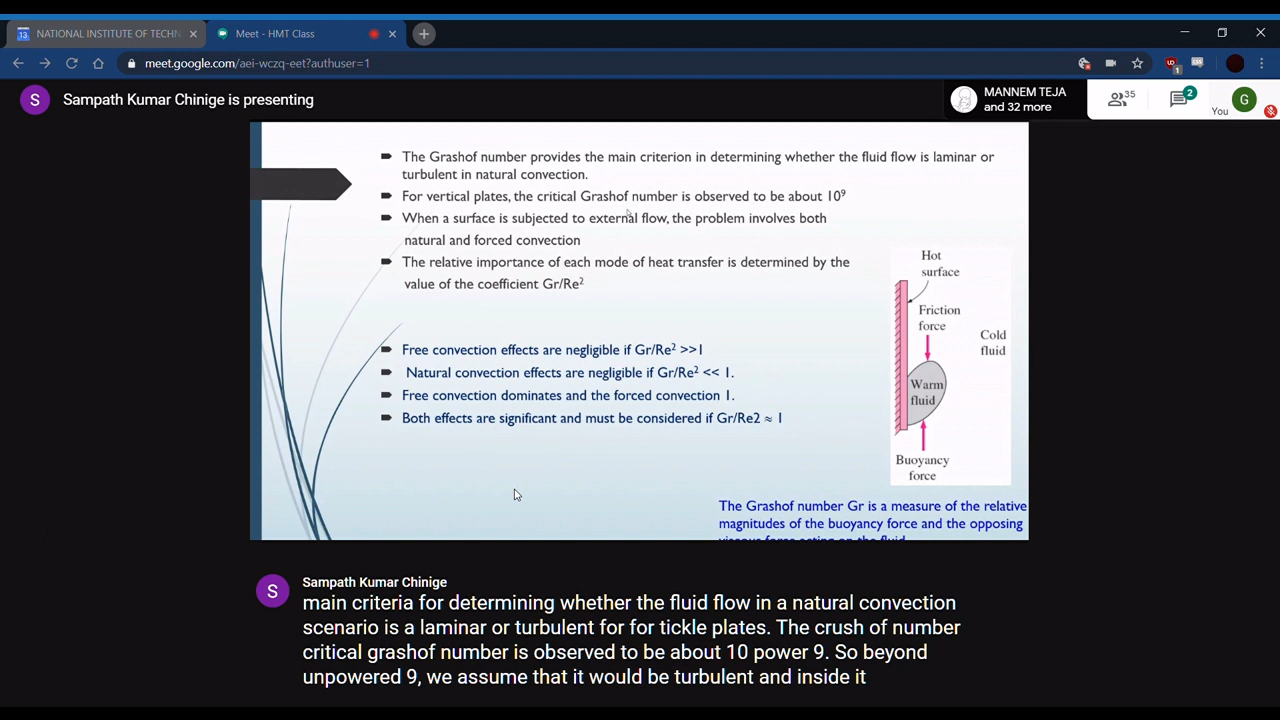 13 NATIONAL INSTITUTE OF TECHN
Meet - HMT Class
meet.google.com/aei-wczq-eet?authuser=1
UD
1
S Sampath Kumar Chinige is presenting
MANNEM TEJA
and 32 more
35
2
You
G
The Grashof number provides the main criterion in determining whether the fluid flow is laminar or
turbulent in natural convection.
For vertical plates, the critical Grashof number is observed to be about 10⁹
When a surface is subjected to external flow, the problem involves both
natural and forced convection
The relative importance of each mode of heat transfer is determined by the
value of the coefficient Gr/Re²
Free convection effects are negligible if Gr/Re² >>1
Natural convection effects are negligible if Gr/Re² << 1.
Free convection dominates and the forced convection 1.
Both effects are significant and must be considered if Gr/Re2 ≈ 1
Hot
surface
Friction
force
Cold
fluid
Warm
fluid
Buoyancy
force
The Grashof number Gr is a measure of the relative
magnitudes of the buoyancy force and the opposing
viscous force acting on the fluid
S
Sampath Kumar Chinige
main criteria for determining whether the fluid flow in a natural convection
scenario is a laminar or turbulent for for tickle plates. The crush of number
critical grashof number is observed to be about 10 power 9. So beyond
unpowered 9, we assume that it would be turbulent and inside it